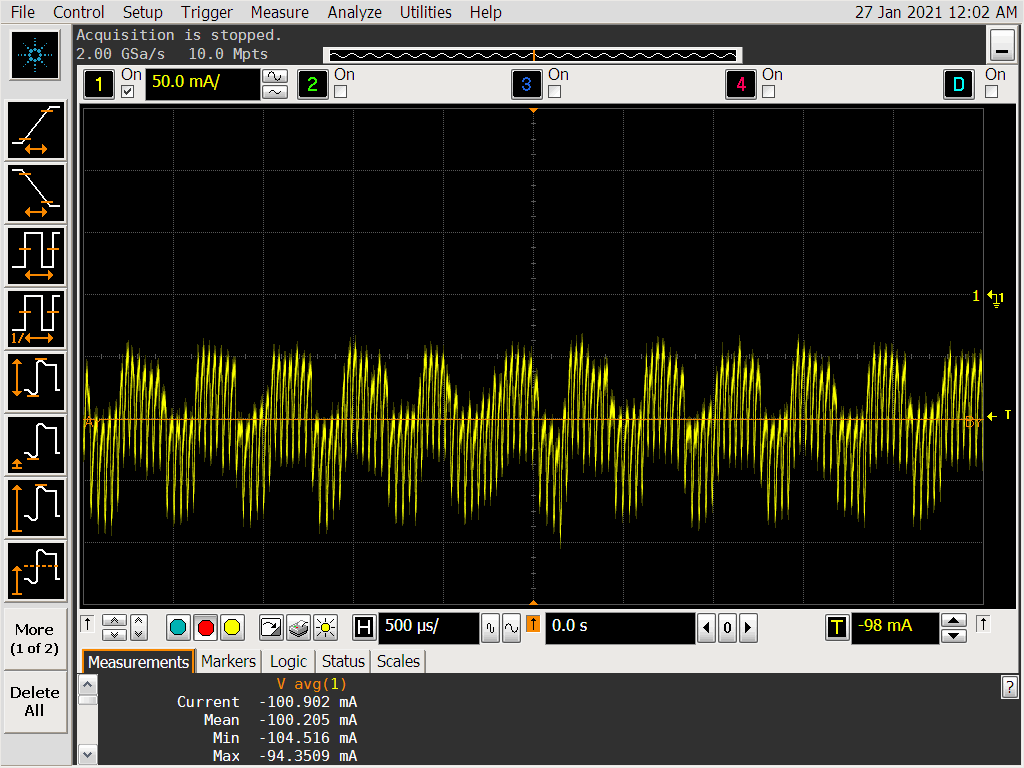 File Control Setup Trigger Measure Analyze Utilities Help 27 Jan 2021 12:02 AM
Acquisition is stopped.
2.00 GSa/s 10.0 Mpts
1 On 50.0 mA/ 2 On 3 On 4 On D On
1
T
A
1/
More
(1 of 2)
Delete
All
H 500 µs/ 0.0 s 0 T -98 mA
Measurements Markers Logic Status Scales
V avg(1)
Current -100.902 mA
Mean -100.205 mA
Min -104.516 mA
Max -94.3509 mA
?